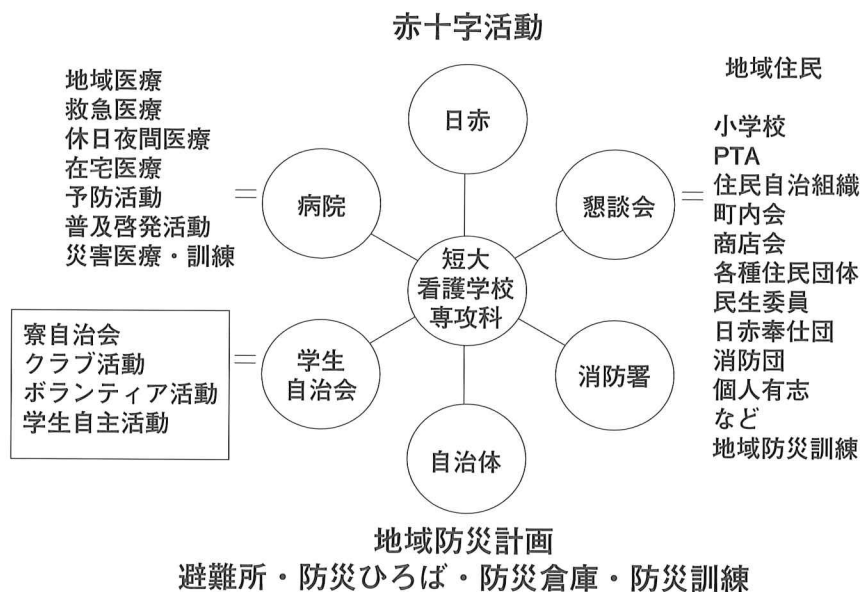 赤十字活動
地域医療
救急医療
休日夜間医療
在宅医療
予防活動
普及啓発活動
災害医療・訓練
日赤
地域住民
小学校
PTA
住民自治組織
町内会
商店会
各種住民団体
民生委員
日赤奉仕団
消防団
個人有志
など
地域防災訓練
病院
懇談会
短大
看護学校
専攻科
寮自治会
クラブ活動
ボランティア活動
学生自主活動
学生
自治会
消防署
自治体
地域防災計画
避難所・防災ひろば・防災倉庫・防災訓練